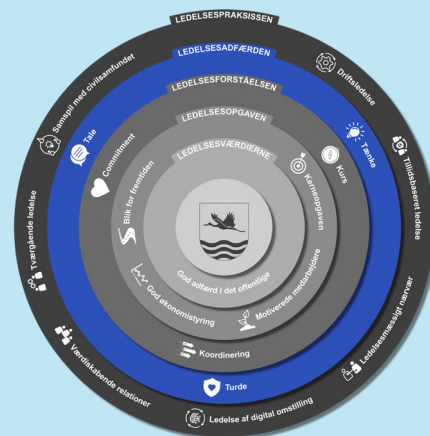 LEDELSESPRAKSISSEN
Samspil med civilsamfundet
Driftsledelse
Tillidsbaseret ledelse
Ledelsesmæssigt nærvær
Ledelse af digital omstilling
Værdiskabende relationer
Tværgående ledelse
LEDELSESADFÆRDEN
Tale
Tænke
Turde
LEDELSESFORSTÅELSEN
Commitment
Kurs
Koordinering
LEDELSESOPGAVEN
Blik for fremtiden
Kerneopgaven
Motiverede medarbejdere
God økonomistyring
LEDELSESVÆRDIERNE
God adfærd i det offentlige